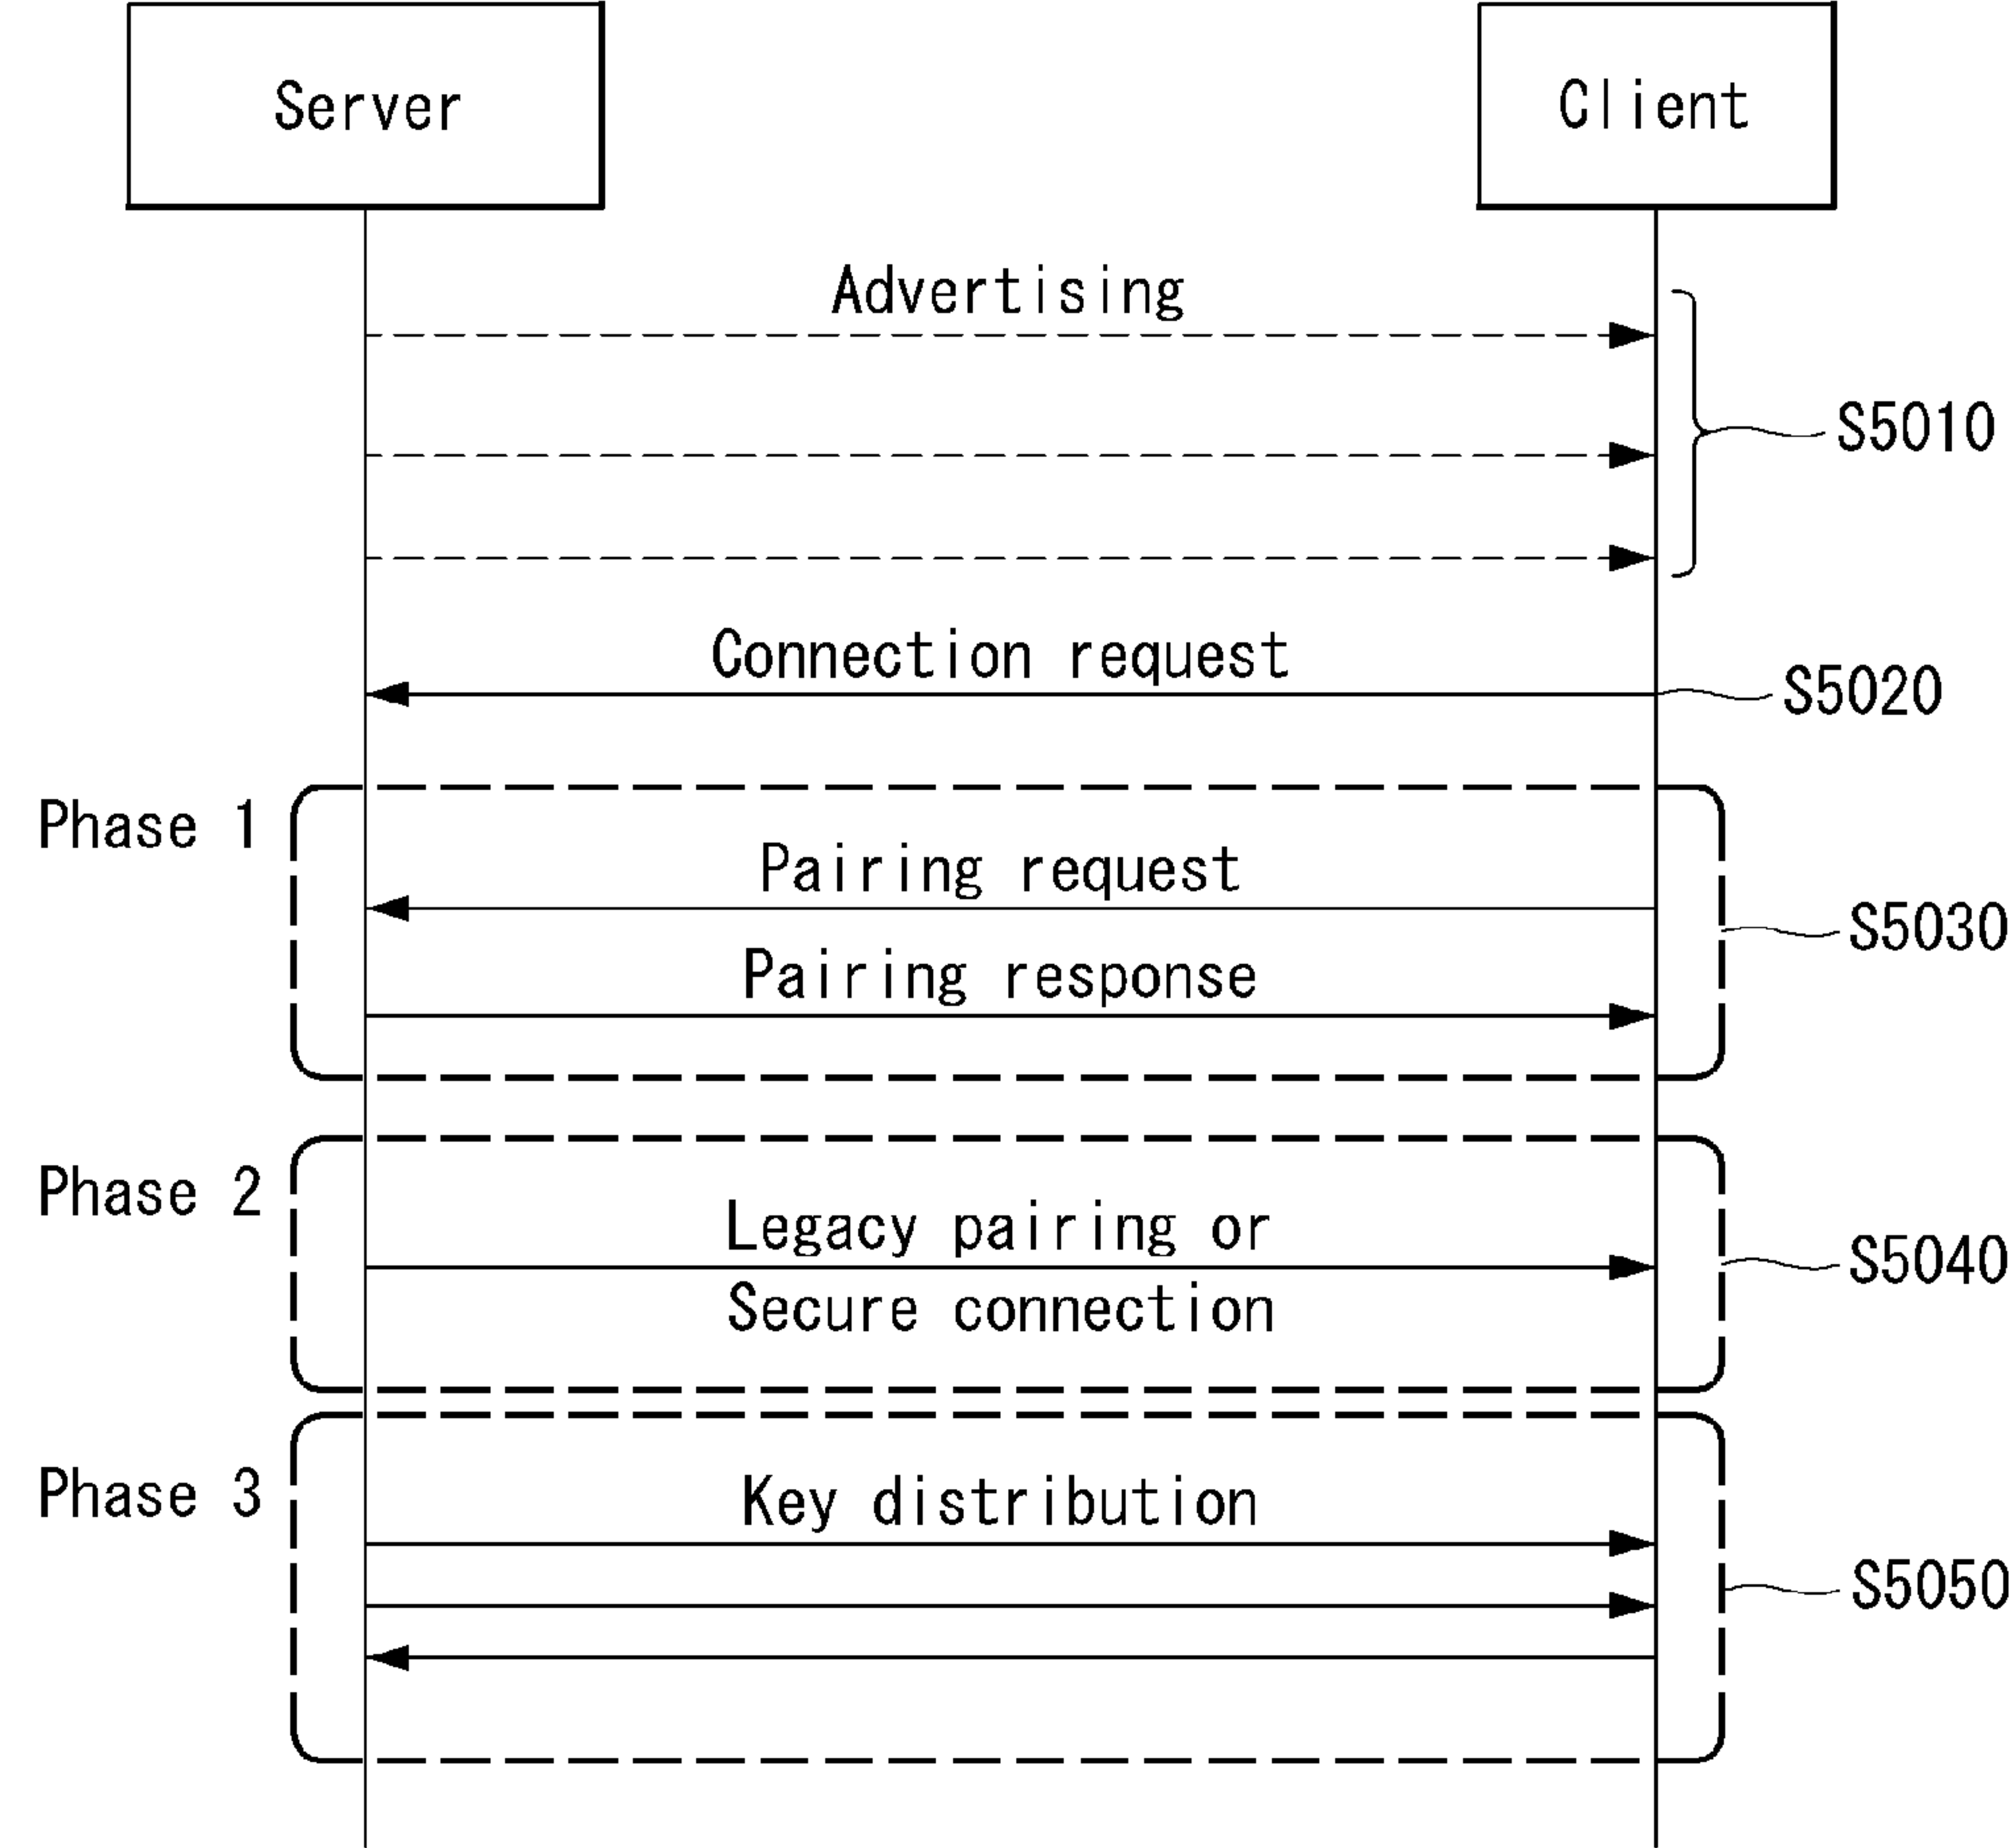 Server
Client
Advertising
S5010
Connection request
S5020
Phase 1
Pairing request
S5030
Pairing response
Phase 2
Legacy pairing or
S5040
Secure connection
Phase 3
Key distribution
S5050